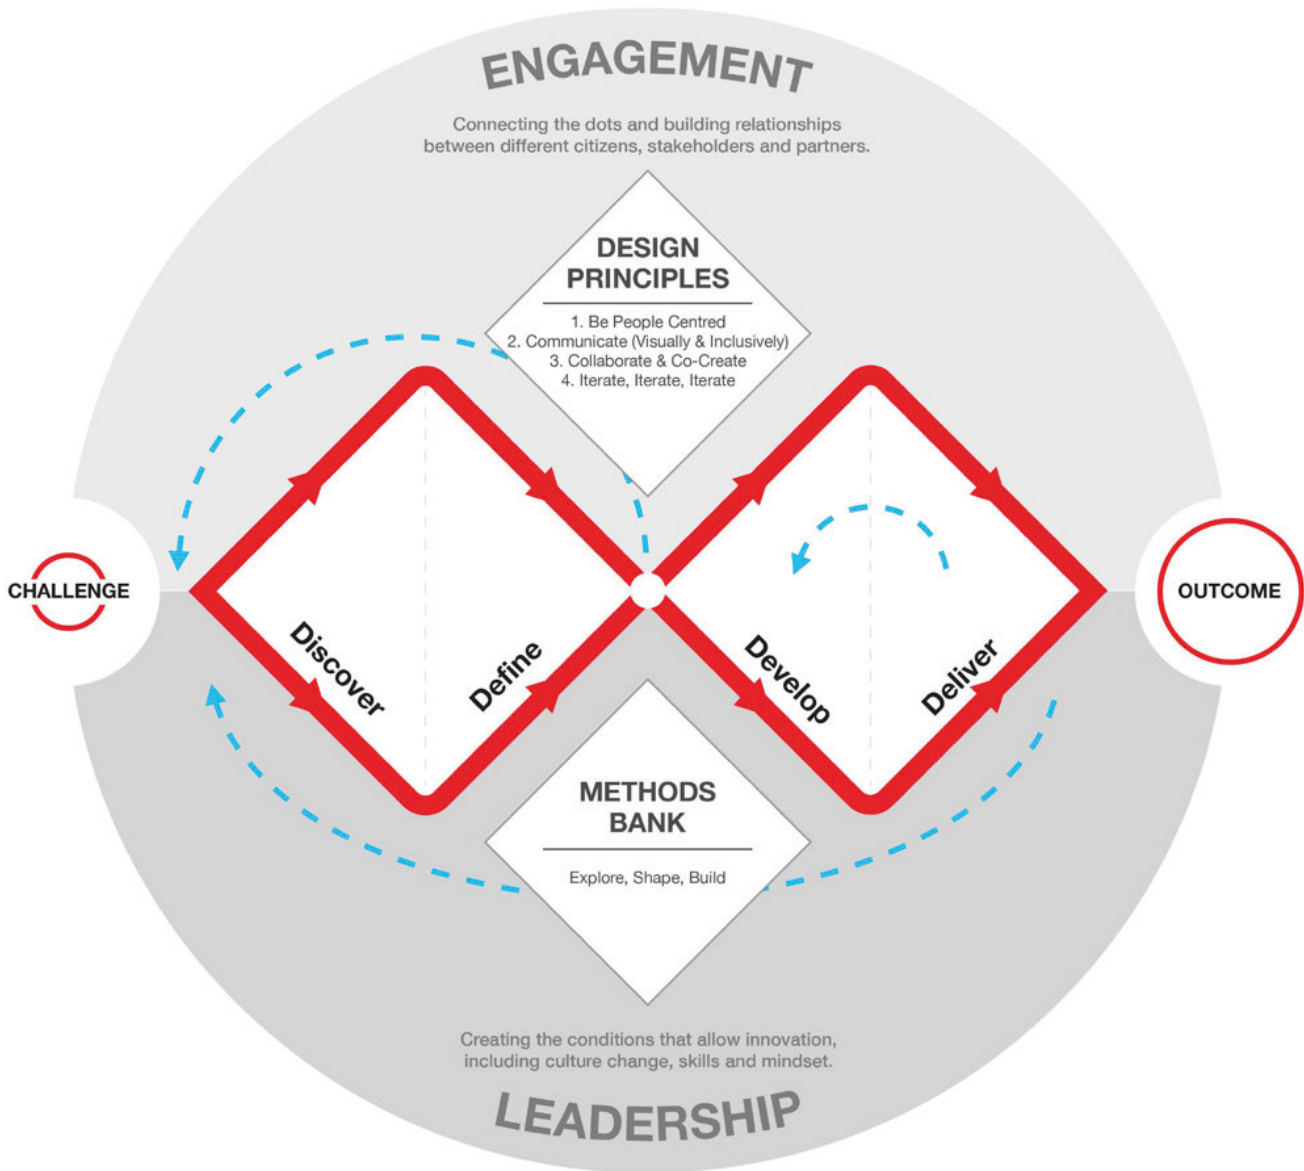 ENGAGEMENT
Connecting the dots and building relationships
between different citizens, stakeholders and partners.
DESIGN
PRINCIPLES
1. Be People Centred
2. Communicate (Visually & Inclusively)
3. Collaborate & Co-Create
4. Iterate, Iterate, Iterate
CHALLENGE
Discover
Define
Develop
Deliver
OUTCOME
METHODS
BANK
Explore, Shape, Build
Creating the conditions that allow innovation,
including culture change, skills and mindset.
LEADERSHIP